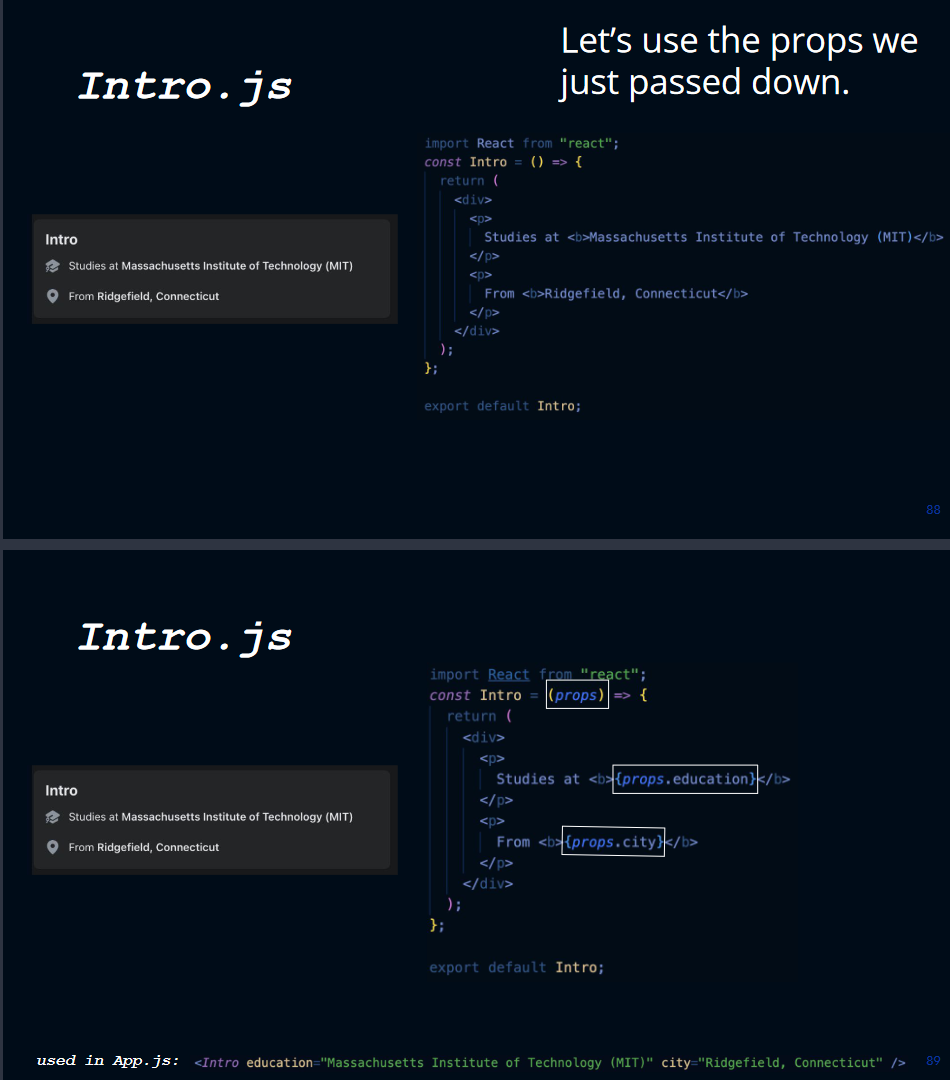 Let's use the props we
just passed down.
Intro.js
import React from "react";
const Intro = () => {
return (
<div>
<p>
Studies at <b>Massachusetts Institute of Technology (MIT)</b>
</p>
<p>
From <b>Ridgefield, Connecticut</b>
</p>
</div>
);
};
export default Intro;
Intro
Studies at Massachusetts Institute of Technology (MIT)
From Ridgefield, Connecticut
88
Intro.js
import React from "react";
const Intro = (props) => {
return (
<div>
<p>
Studies at <b>{props.education}</b>
</p>
<p>
From <b>{props.city}</b>
</p>
</div>
);
};
export default Intro;
Intro
Studies at Massachusetts Institute of Technology (MIT)
From Ridgefield, Connecticut
used in App.js: <Intro education="Massachusetts Institute of Technology (MIT)" city="Ridgefield, Connecticut" />
89